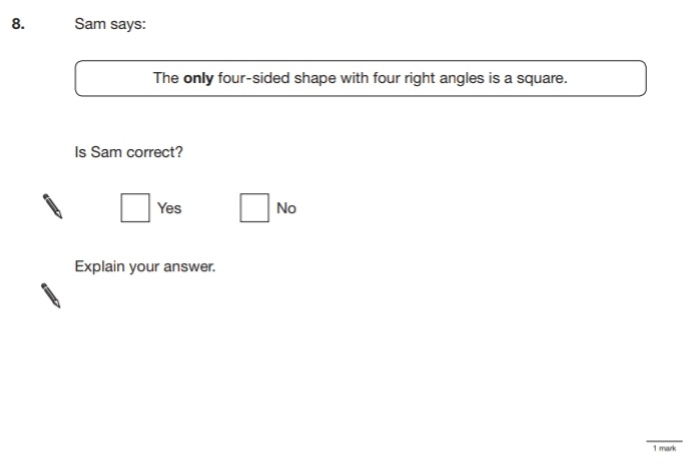 8. Sam says:
The only four-sided shape with four right angles is a square.
Is Sam correct?
Yes No
Explain your answer.
1 mark